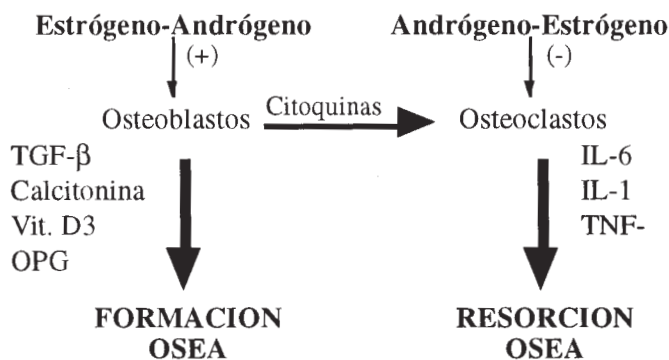 Estrógeno-Andrógeno
(+)
Osteoblastos
TGF-β
Calcitonina
Vit. D3
OPG
FORMACION
OSEA
Citoquinas
Andrógeno-Estrógeno
(-)
Osteoclastos
IL-6
IL-1
TNF-
RESORCION
OSEA